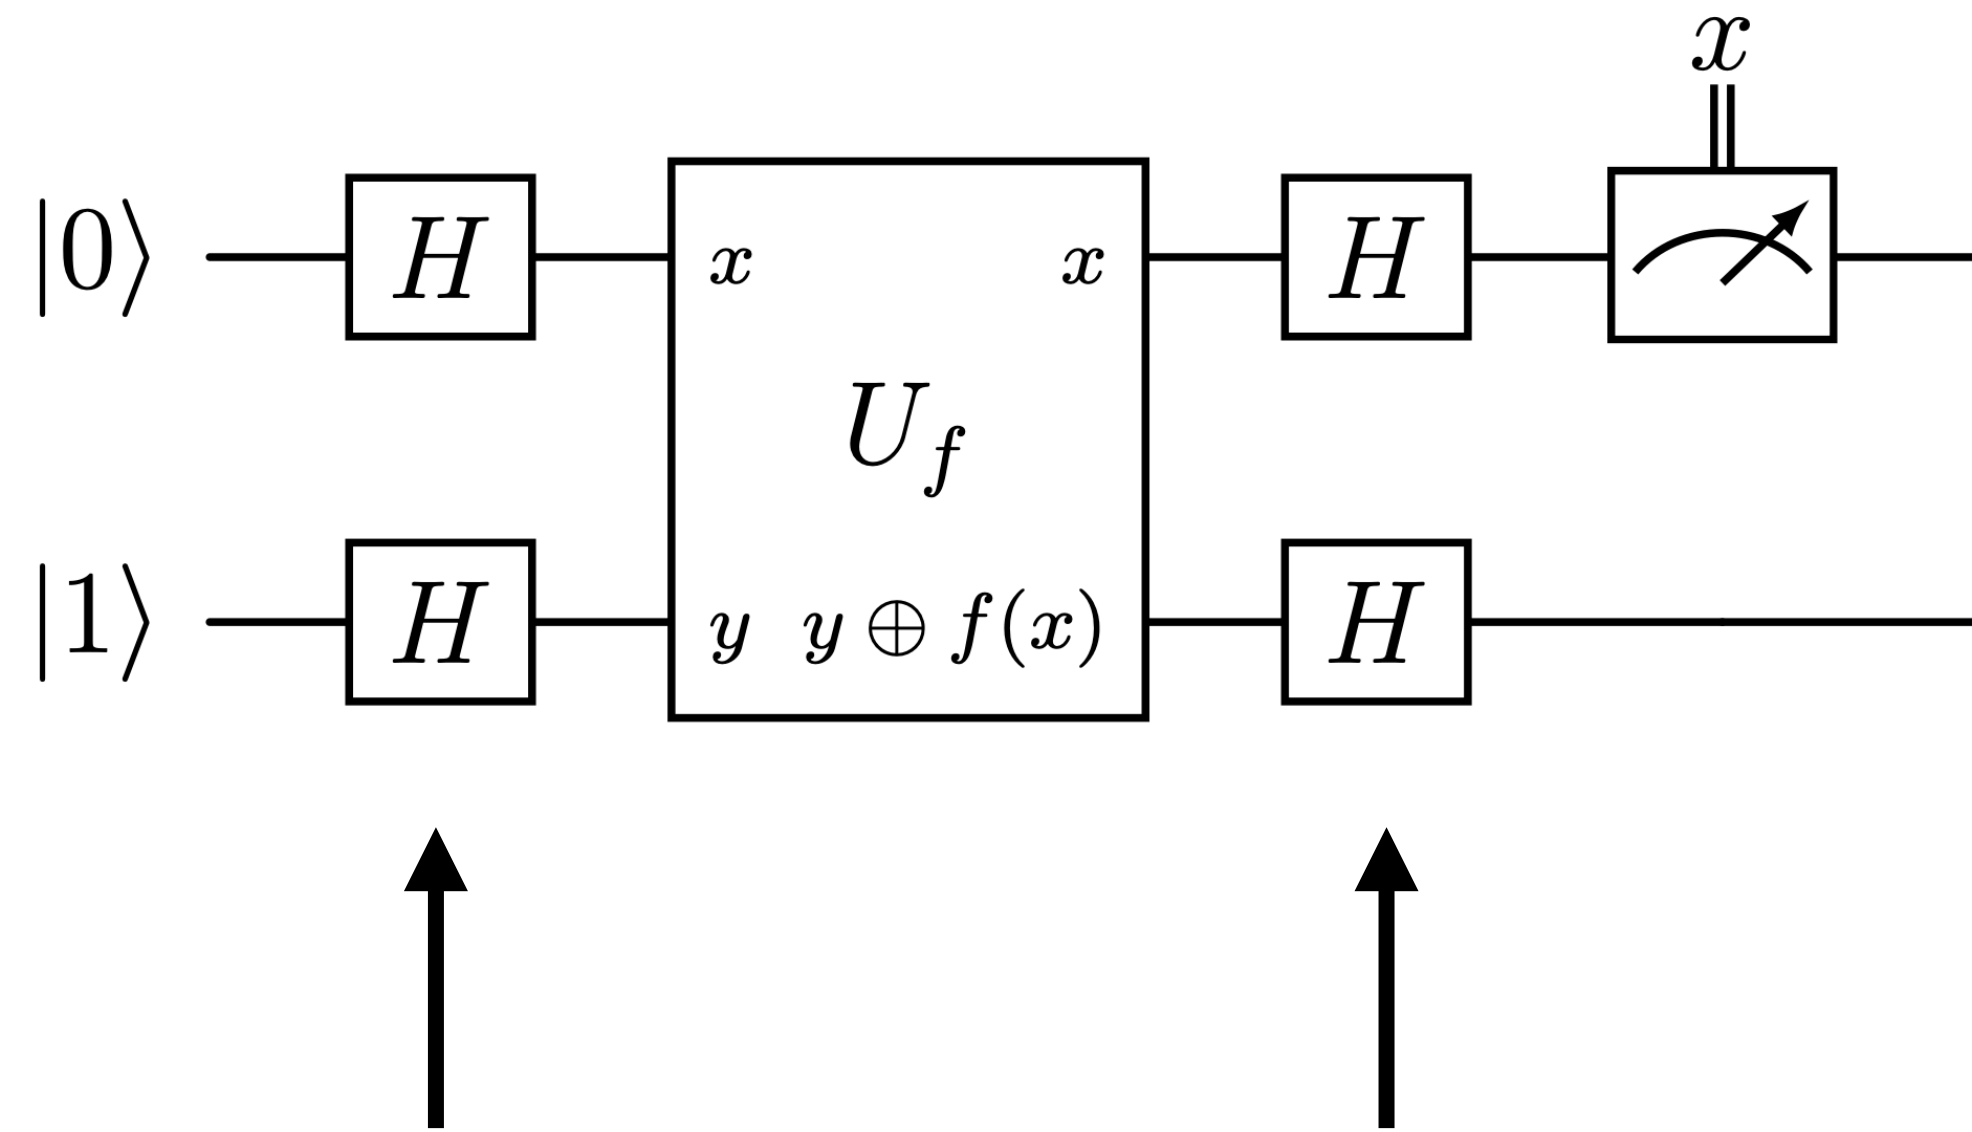 x
|0⟩ H x x H
U_f
|1⟩ H y y ⊕ f(x) H